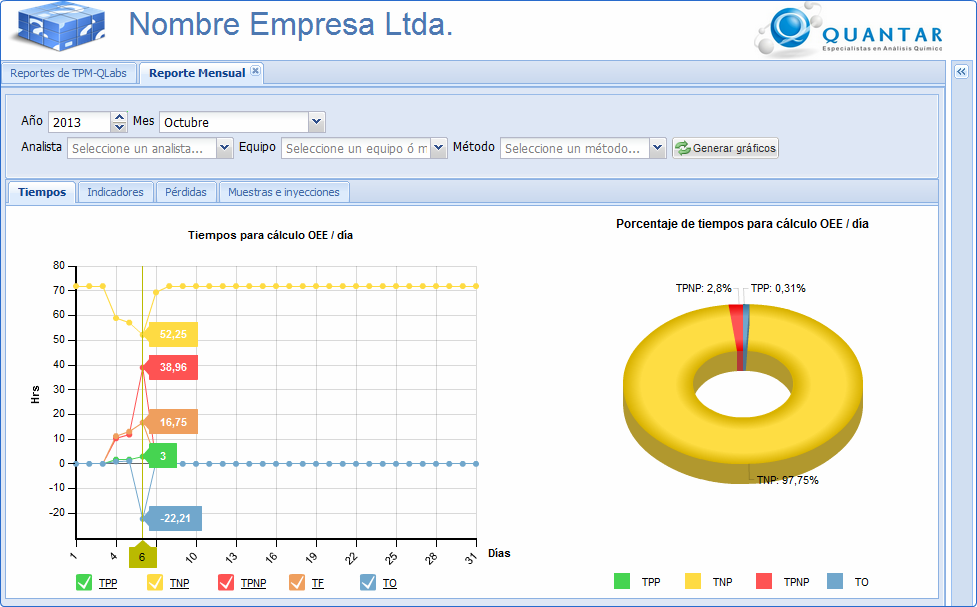 Nombre Empresa Ltda.
QUANTAR
Especialistas en Análisis Químico
Reportes de TPM-QLabs
Reporte Mensual
Año 2013 Mes Octubre
Analista Seleccione un analista... Equipo Seleccione un equipo ó m Método Seleccione un método... Generar gráficos
Tiempos Indicadores Pérdidas Muestras e inyecciones
Tiempos para cálculo OEE / día
80
70
60
50
40
30
20
10
0
-10
-20
Hrs
52,25
38,96
16,75
3
-22,21
1 4 6 10 13 16 19 22 25 28 31
Días
TPP TNP TPNP TF TO
Porcentaje de tiempos para cálculo OEE / día
TPNP: 2,8% TPP: 0,31%
TNP: 97,75%
TPP TNP TPNP TO